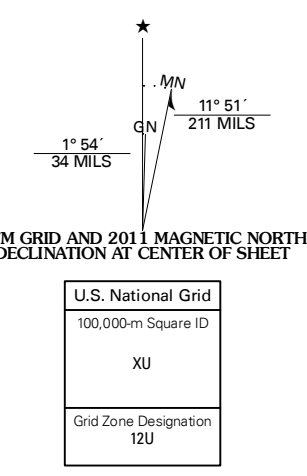 MN
GN
11° 51´
211 MILS
1° 54´
34 MILS
M GRID AND 2011 MAGNETIC NORTH
DECLINATION AT CENTER OF SHEET
U.S. National Grid
100,000-m Square ID
XU
Grid Zone Designation
12U